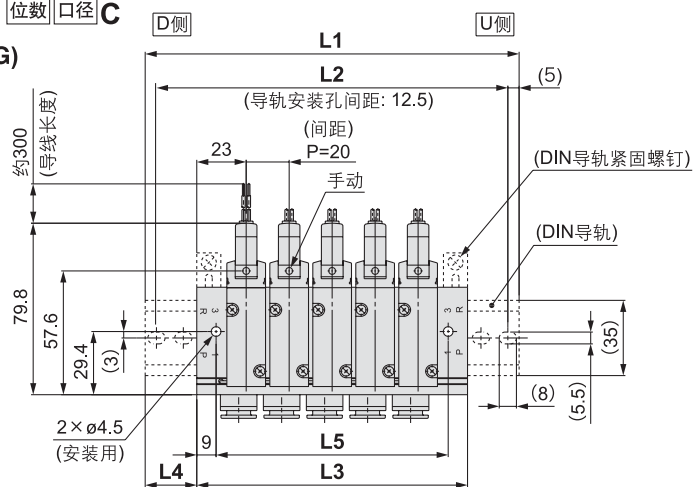 位数 口径 C
D侧
U侧
G)
L1
L2
(5)
(导轨安装孔间距: 12.5)
(间距)
P=20
23
约300
(导线长度)
手动
(DIN导轨紧固螺钉)
(DIN导轨)
79.8
57.6
29.4
(3)
3
R
P
1
3
R
1
P
(35)
(8)
(5.5)
2×ø4.5
(安装用)
9
L5
L4
L3